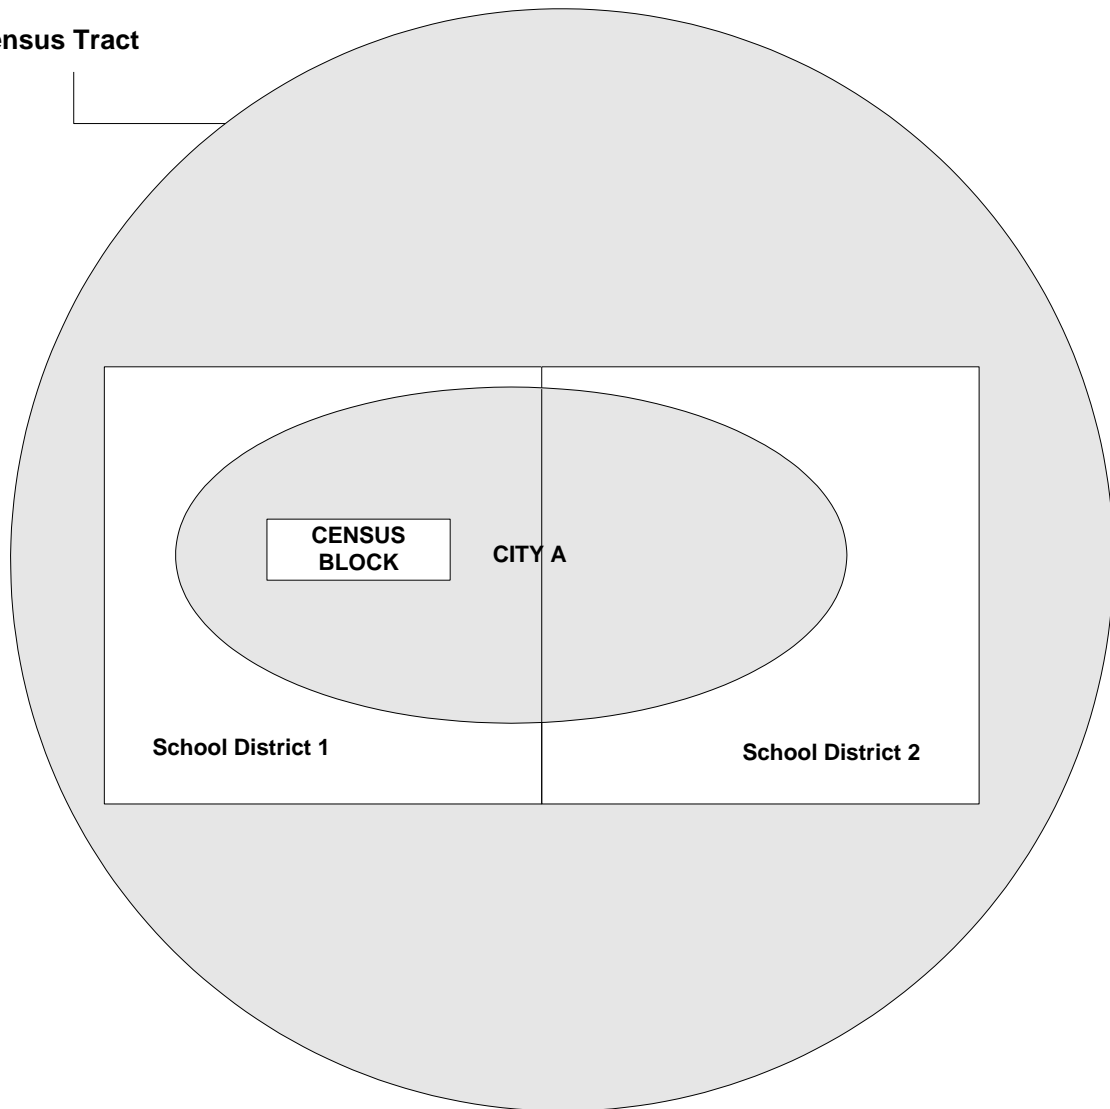 ensus Tract
CENSUS
BLOCK
CITY A
School District 1
School District 2